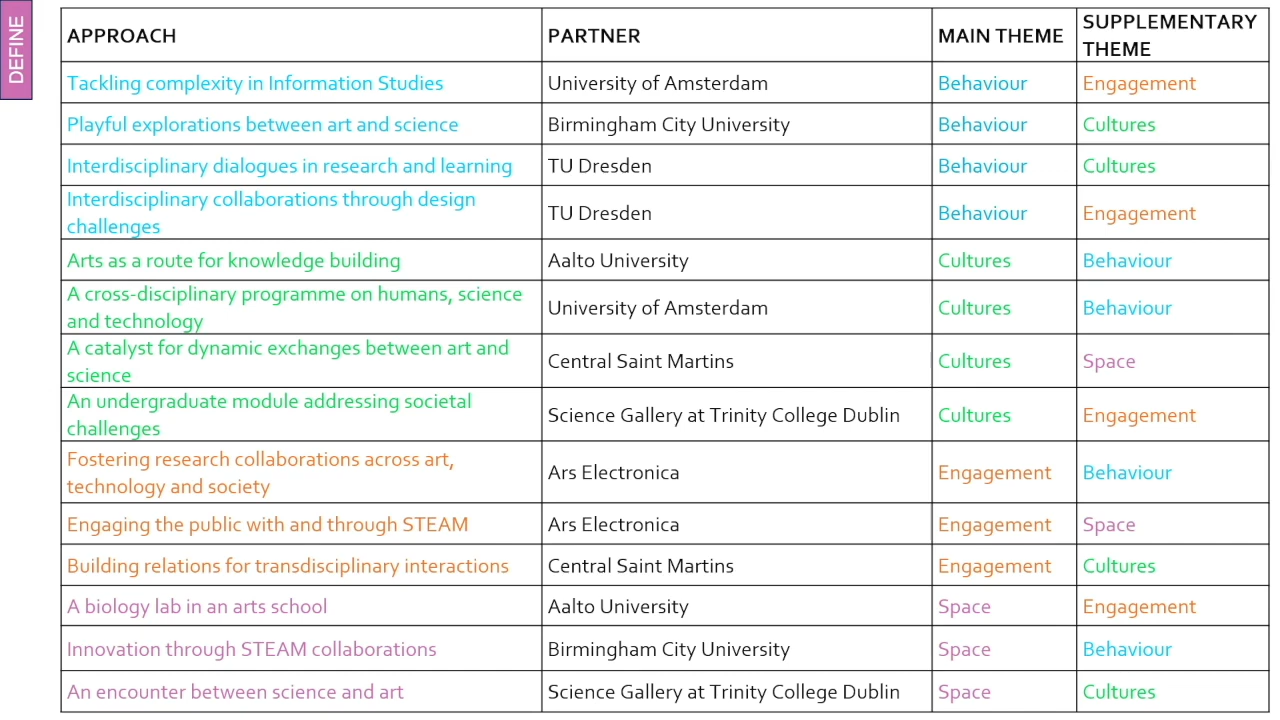 DEFINE
APPROACH PARTNER MAIN THEME SUPPLEMENTARY THEME
Tackling complexity in Information Studies University of Amsterdam Behaviour Engagement
Playful explorations between art and science Birmingham City University Behaviour Cultures
Interdisciplinary dialogues in research and learning TU Dresden Behaviour Cultures
Interdisciplinary collaborations through design challenges TU Dresden Behaviour Engagement
Arts as a route for knowledge building Aalto University Cultures Behaviour
A cross-disciplinary programme on humans, science and technology University of Amsterdam Cultures Behaviour
A catalyst for dynamic exchanges between art and science Central Saint Martins Cultures Space
An undergraduate module addressing societal challenges Science Gallery at Trinity College Dublin Cultures Engagement
Fostering research collaborations across art, technology and society Ars Electronica Engagement Behaviour
Engaging the public with and through STEAM Ars Electronica Engagement Space
Building relations for transdisciplinary interactions Central Saint Martins Engagement Cultures
A biology lab in an arts school Aalto University Space Engagement
Innovation through STEAM collaborations Birmingham City University Space Behaviour
An encounter between science and art Science Gallery at Trinity College Dublin Space Cultures